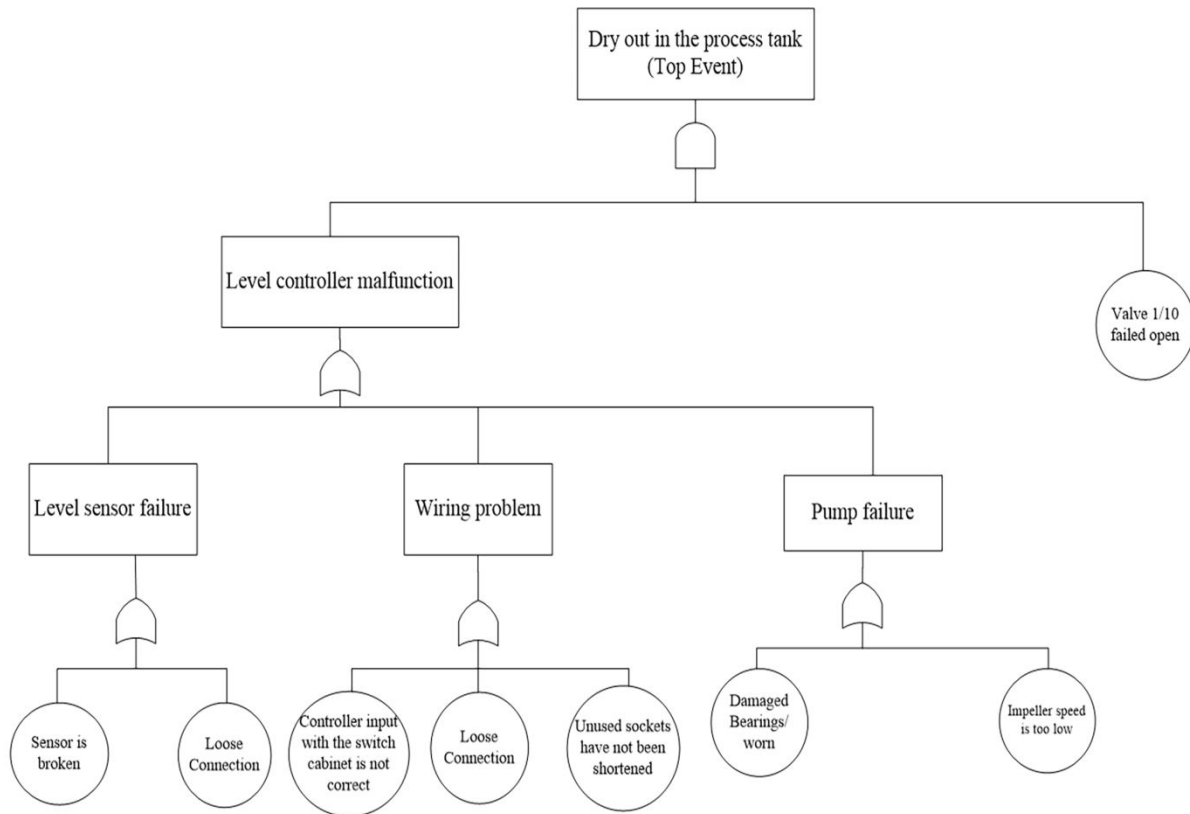 Dry out in the process tank
(Top Event)
Level controller malfunction
Valve 1/10
failed open
Level sensor failure
Wiring problem
Pump failure
Sensor is
broken
Loose
Connection
Controller input
with the switch
cabinet is not
correct
Loose
Connection
Unused sockets
have not been
shortened
Damaged
Bearings/
worn
Impeller speed
is too low